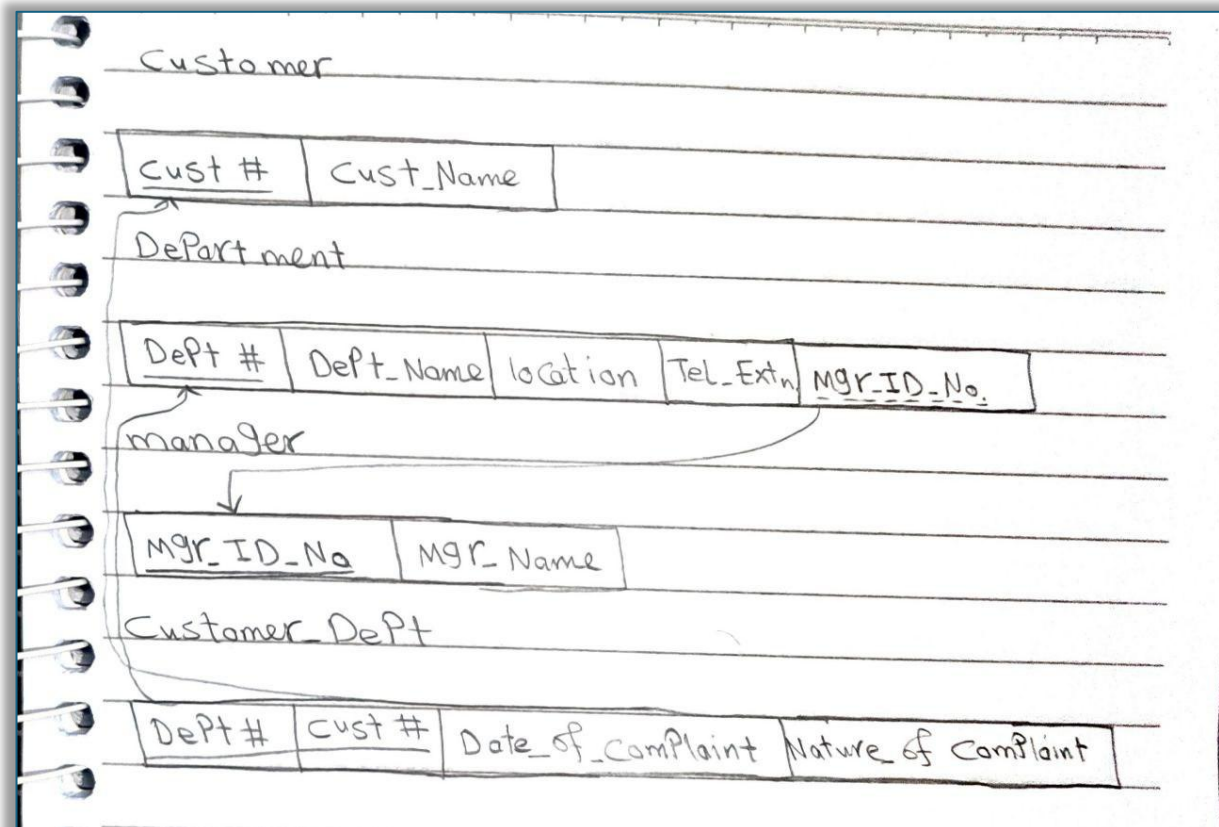 Customer
Cust # Cust_Name
DePartment
DePt # DePt_Name location Tel_Extn Mgr_ID_No.
manager
Mgr_ID_No Mgr_Name
Customer_DePt
DePt # Cust # Date_of_ComPlaint Nature_of ComPlaint